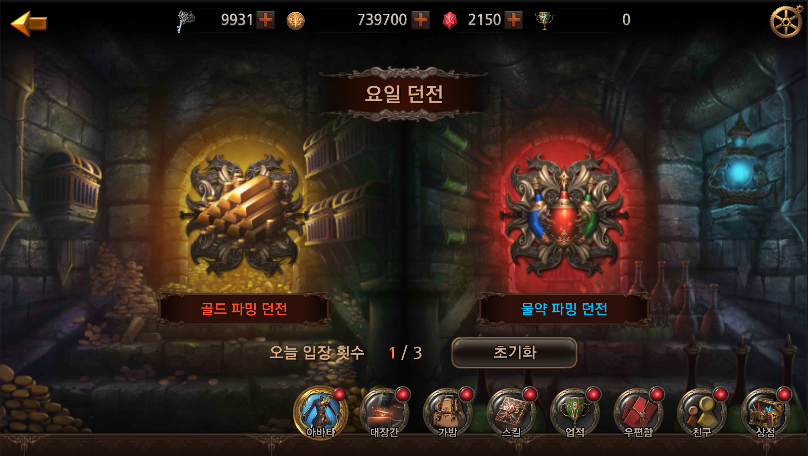 9931
739700
2150
0
요일 던전
골드 파밍 던전
물약 파밍 던전
오늘 입장 횟수 1 / 3
초기화
아바타
대장간
가방
스킬
업적
우편함
친구
상점